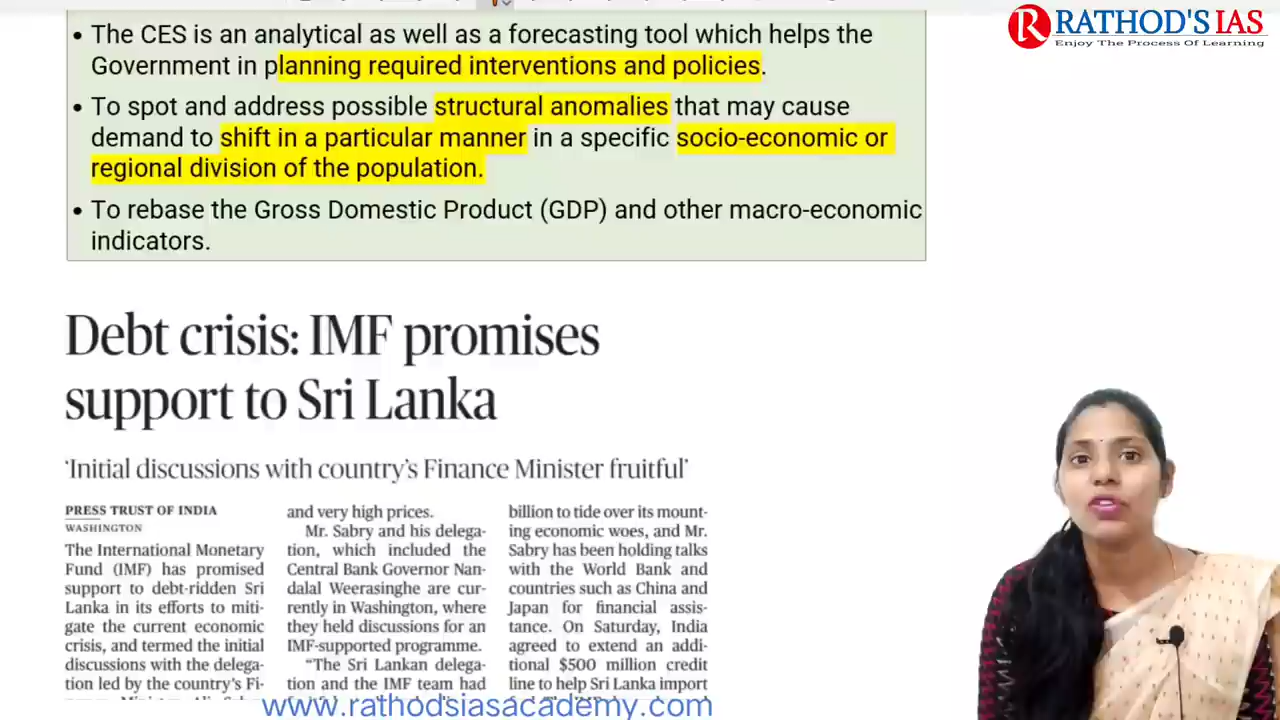 RATHOD'S IAS
Enjoy The Process Of Learning
• The CES is an analytical as well as a forecasting tool which helps the
Government in planning required interventions and policies.
• To spot and address possible structural anomalies that may cause
demand to shift in a particular manner in a specific socio-economic or
regional division of the population.
• To rebase the Gross Domestic Product (GDP) and other macro-economic
indicators.
Debt crisis: IMF promises
support to Sri Lanka
'Initial discussions with country's Finance Minister fruitful'
PRESS TRUST OF INDIA
WASHINGTON
The International Monetary
Fund (IMF) has promised
support to debt-ridden Sri
Lanka in its efforts to miti-
gate the current economic
crisis, and termed the initial
discussions with the delega-
tion led by the country's Fi-
and very high prices.
Mr. Sabry and his delega-
tion, which included the
Central Bank Governor Nan-
dalal Weerasinghe are cur-
rently in Washington, where
they held discussions for an
IMF-supported programme.
"The Sri Lankan delega-
tion and the IMF team had
billion to tide over its mount-
ing economic woes, and Mr.
Sabry has been holding talks
with the World Bank and
countries such as China and
Japan for financial assis-
tance. On Saturday, India
agreed to extend an addi-
tional $500 million credit
line to help Sri Lanka import
www.rathodsiasacademy.com